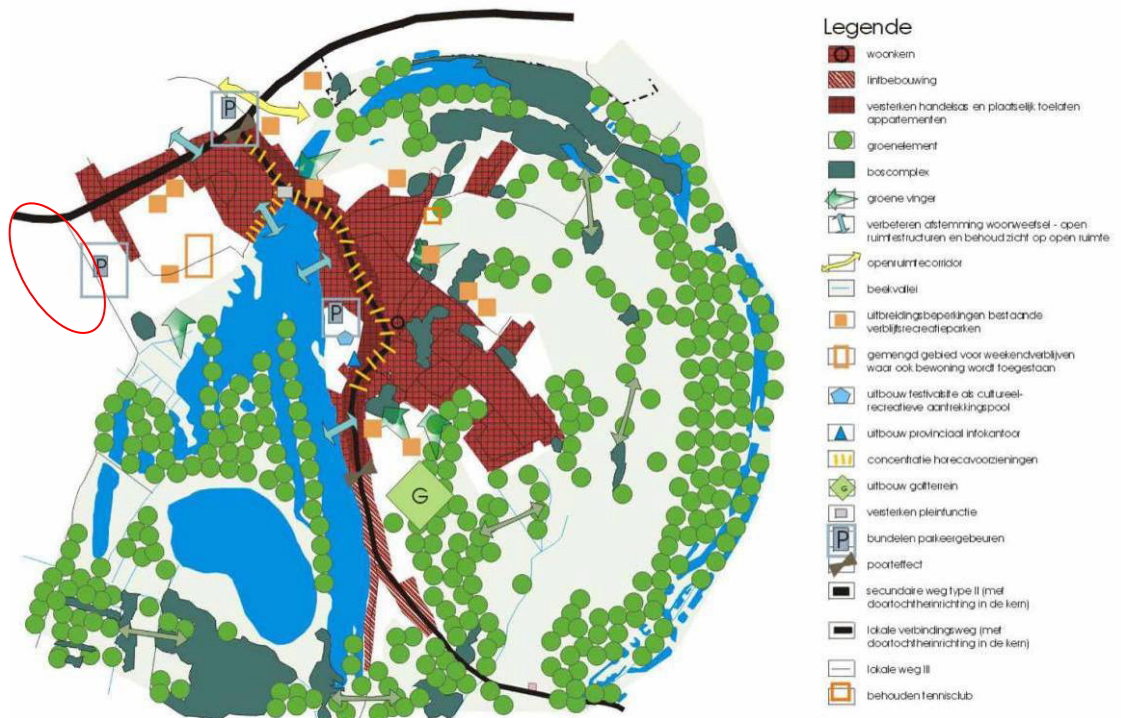 Legende
woonkern
lintbebouwing
versterken handelsas en plaatselijk toelaten
appartementen
groenelement
boscomplex
groene vinger
verbeteren afstemming woonweefsel - open
ruimtestructuren en behoud zicht op open ruimte
openruimtecorridor
beekvallei
uitbreidingsbeperkingen bestaande
verblijfsrecreatieparken
gemengd gebied voor weekendverblijven
waar ook bewoning wordt toegestaan
uitbouw festivalsite als cultureel-
recreatieve aantrekkingspool
uitbouw provinciaal infokantoor
concentratie horecavoorzieningen
G uitbouw golfterrein
versterken pleinfunctie
P bundelen parkeergebeuren
poorteffect
secundaire weg type II (met
doortochtherinrichting in de kern)
lokale verbindingsweg (met
doortochtherinrichting in de kern)
lokale weg III
behouden tennisclub
P
P
P
G